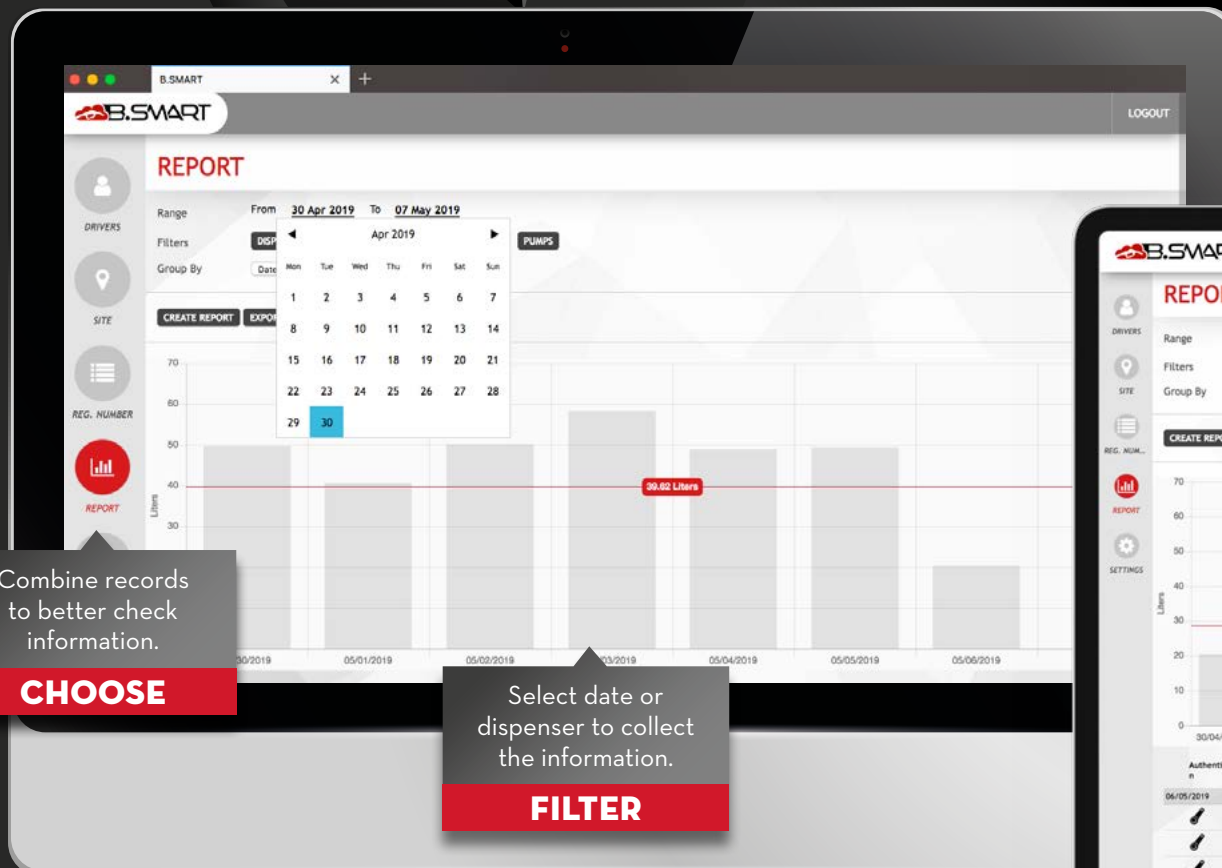 B.SMART
B.SMART
LOGOUT
REPORT
DRIVERS
SITE
REG. NUMBER
REPORT
Range From 30 Apr 2019 To 07 May 2019
Filters PUMPS
Group By Date
Apr 2019
Mon Tue Wed Thu Fri Sat Sun
1 2 3 4 5 6 7
8 9 10 11 12 13 14
15 16 17 18 19 20 21
22 23 24 25 26 27 28
29 30
CREATE REPORT
70
60
50
40
30
Liters
39.62 Liters
05/01/2019 05/02/2019 05/04/2019 05/05/2019 05/06/2019
Combine records
to better check
information.
CHOOSE
Select date or
dispenser to collect
the information.
FILTER
DRIVERS
SITE
REG. NUM...
REPORT
SETTINGS
Range
Filters
Group By
70
60
50
40
30
20
10
0
Liters
06/05/2019